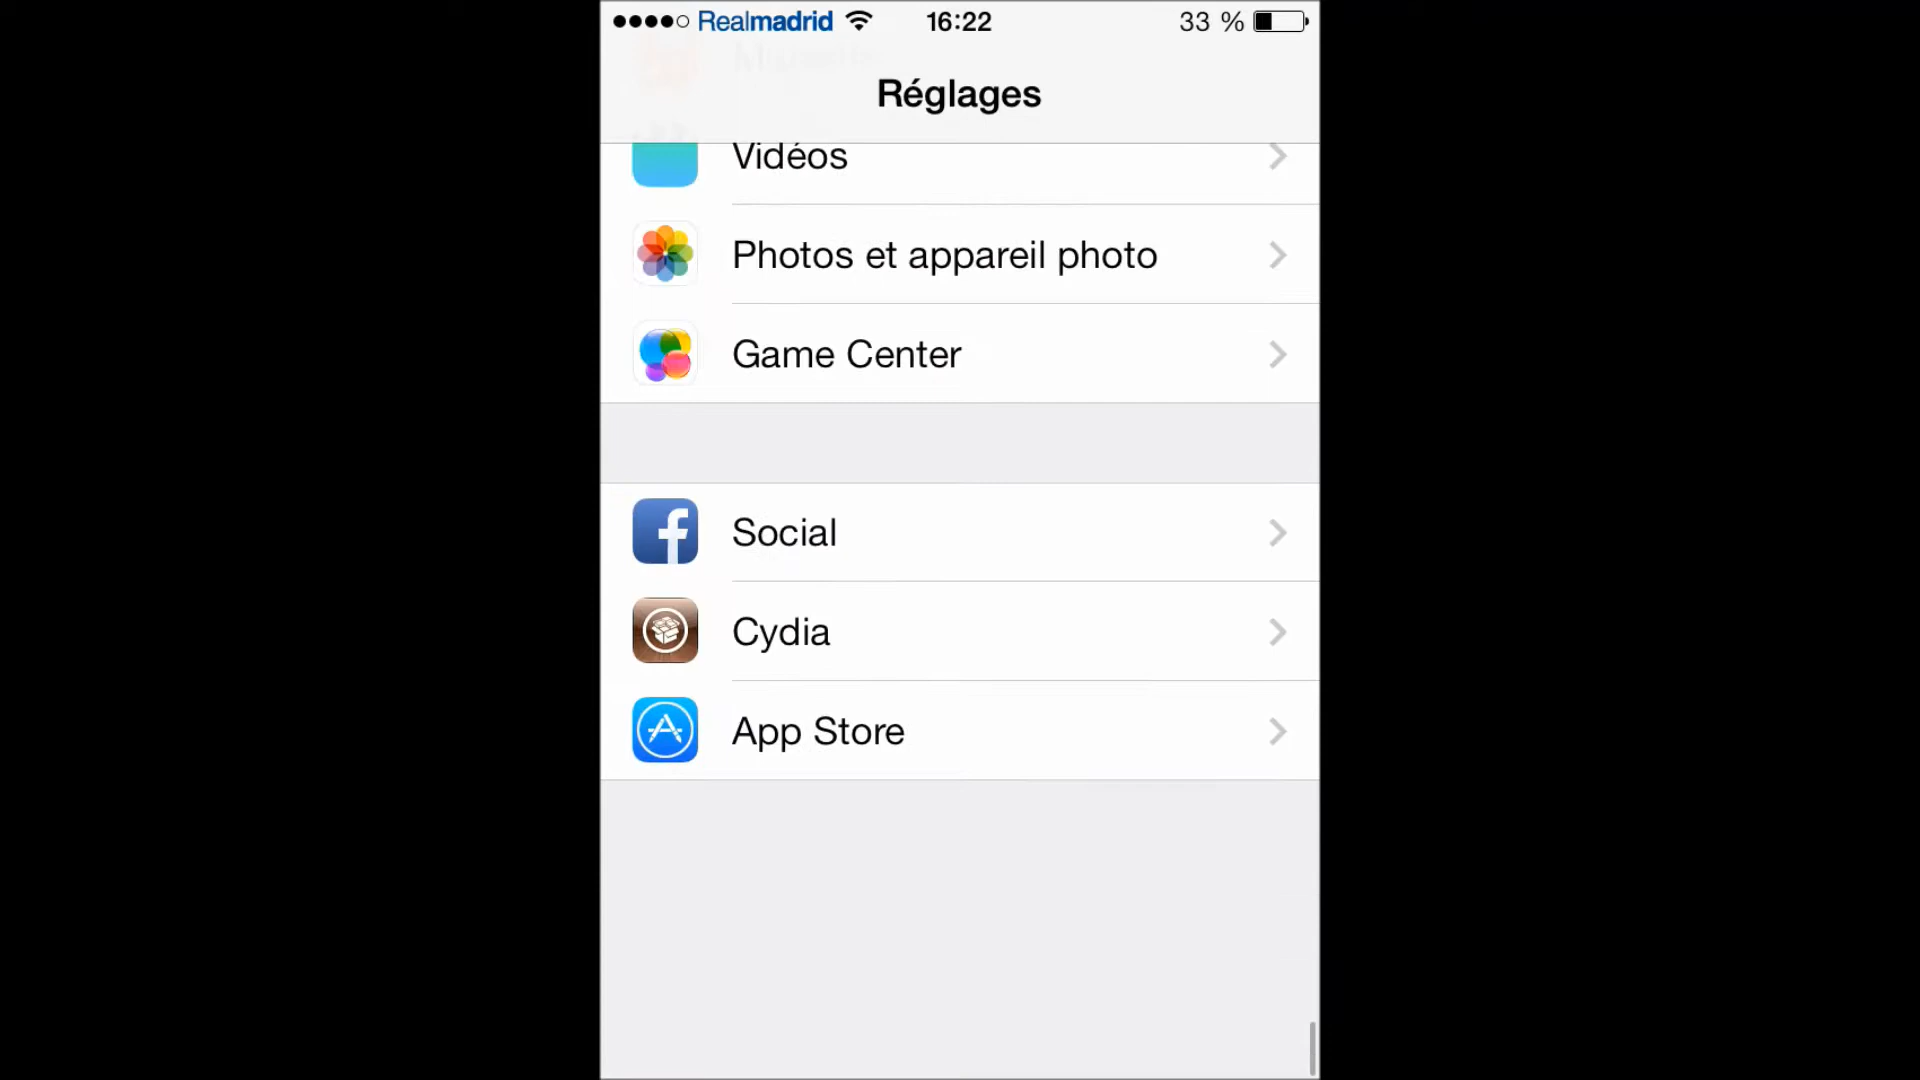 Realmadrid 16:22 33 %
Réglages
Vidéos
Photos et appareil photo
Game Center
Social
Cydia
App Store